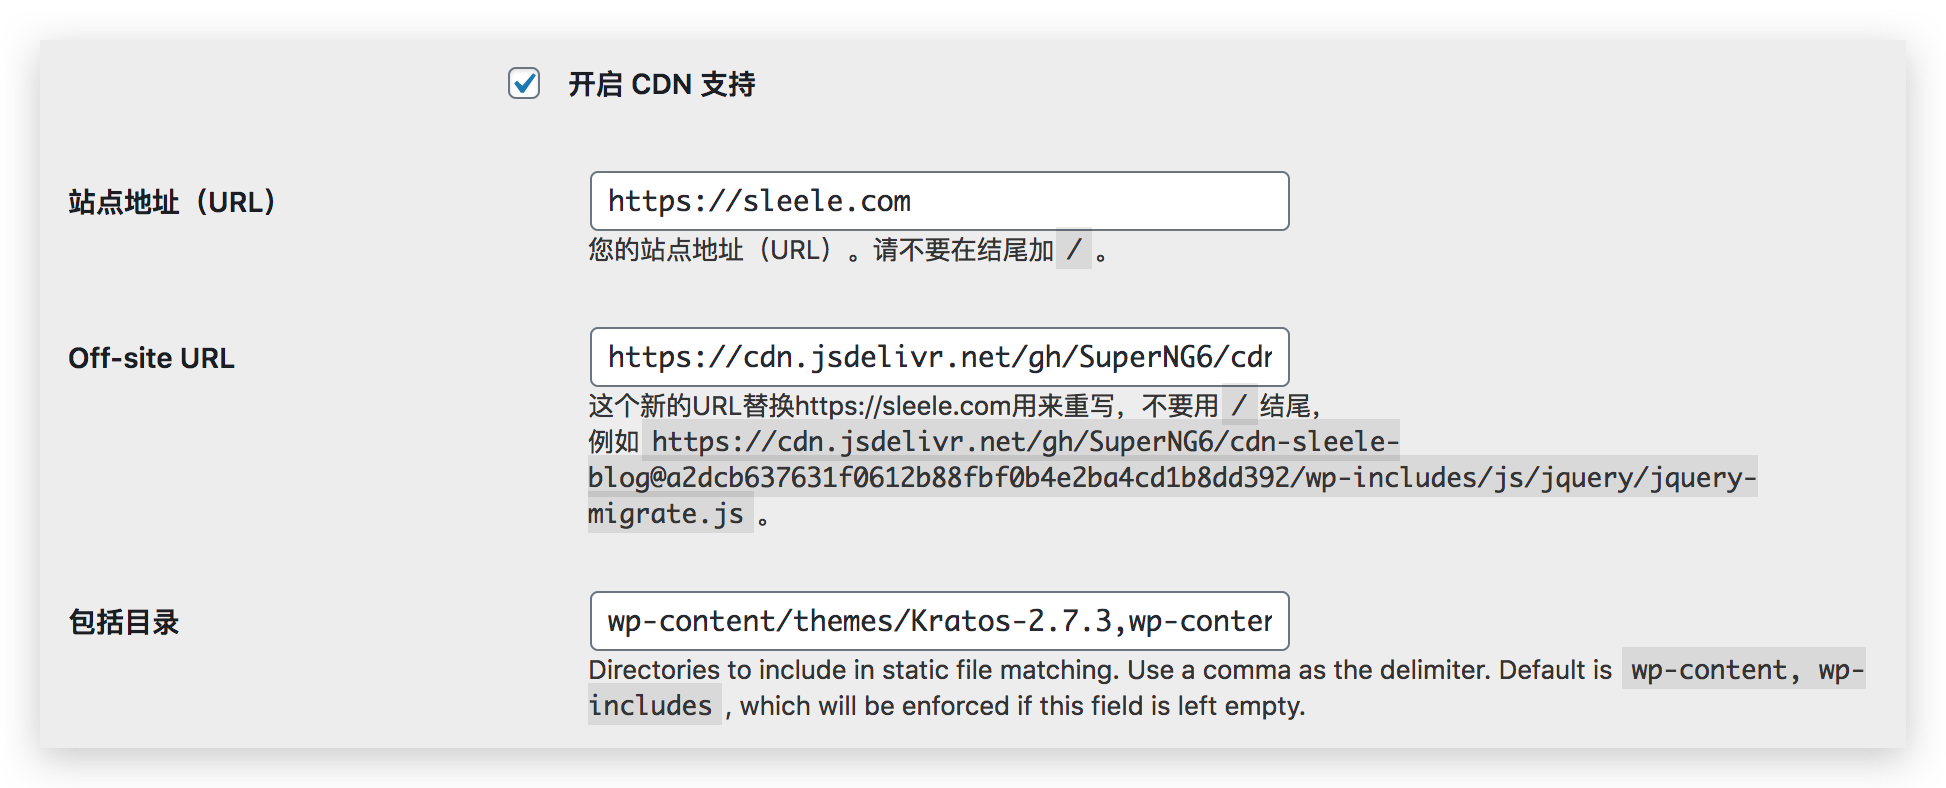 开启 CDN 支持
站点地址（URL）
https://sleele.com
您的站点地址（URL）。请不要在结尾加 / 。
Off-site URL
https://cdn.jsdelivr.net/gh/SuperNG6/cdn
这个新的URL替换https://sleele.com用来重写，不要用 / 结尾，
例如 https://cdn.jsdelivr.net/gh/SuperNG6/cdn-sleele-
blog@a2dcb637631f0612b88fbf0b4e2ba4cd1b8dd392/wp-includes/js/jquery/jquery-
migrate.js 。
包括目录
wp-content/themes/Kratos-2.7.3,wp-conter
Directories to include in static file matching. Use a comma as the delimiter. Default is wp-content, wp-
includes , which will be enforced if this field is left empty.